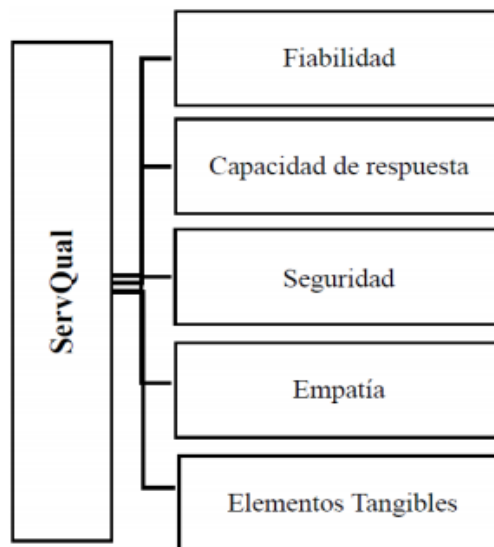 ServQual
Fiabilidad
Capacidad de respuesta
Seguridad
Empatía
Elementos Tangibles